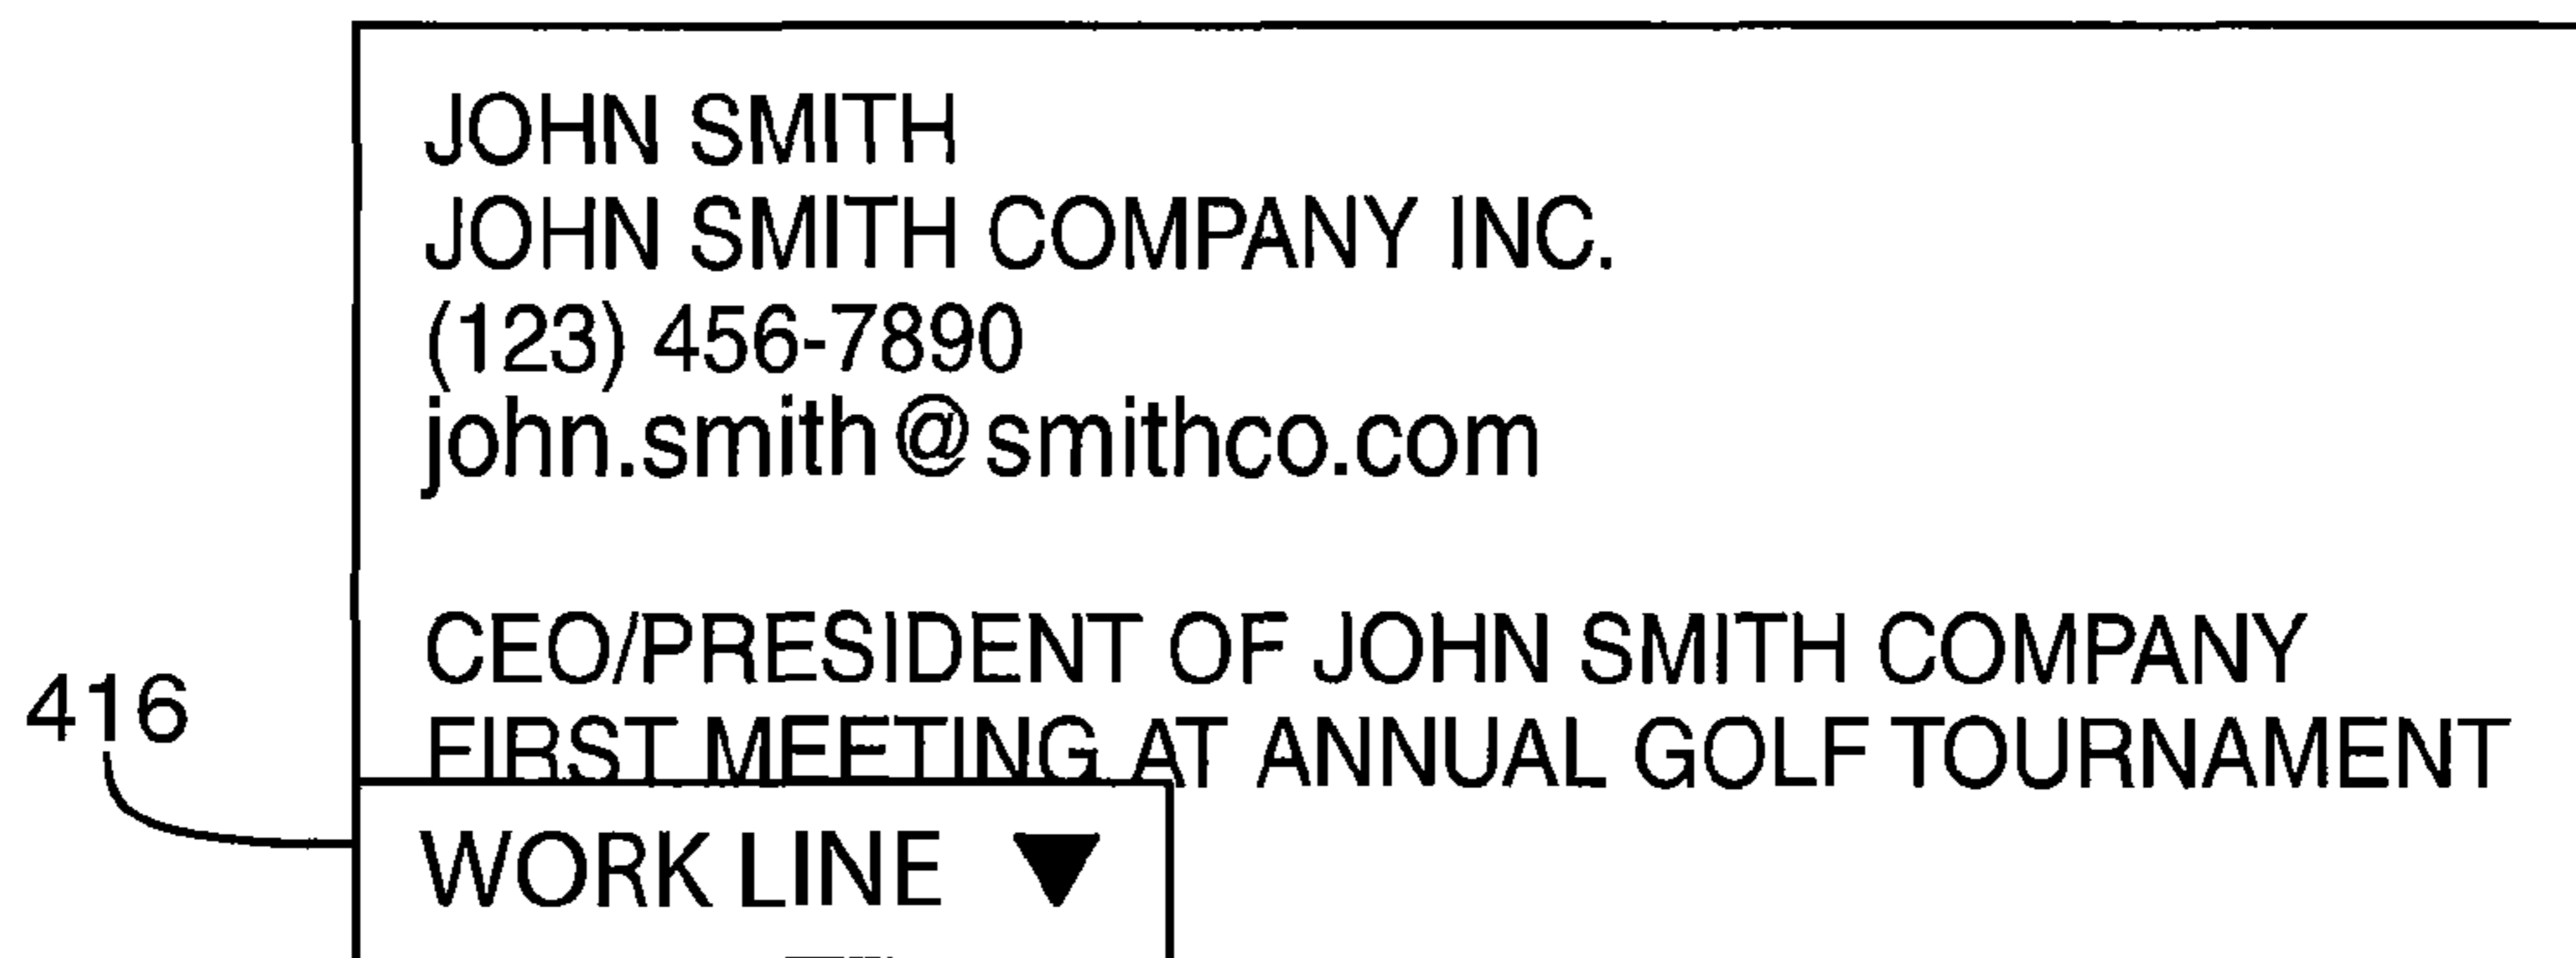 JOHN SMITH
JOHN SMITH COMPANY INC.
(123) 456-7890
john.smith@smithco.com
CEO/PRESIDENT OF JOHN SMITH COMPANY
416
FIRST MEETING AT ANNUAL GOLF TOURNAMENT
WORK LINE ▼